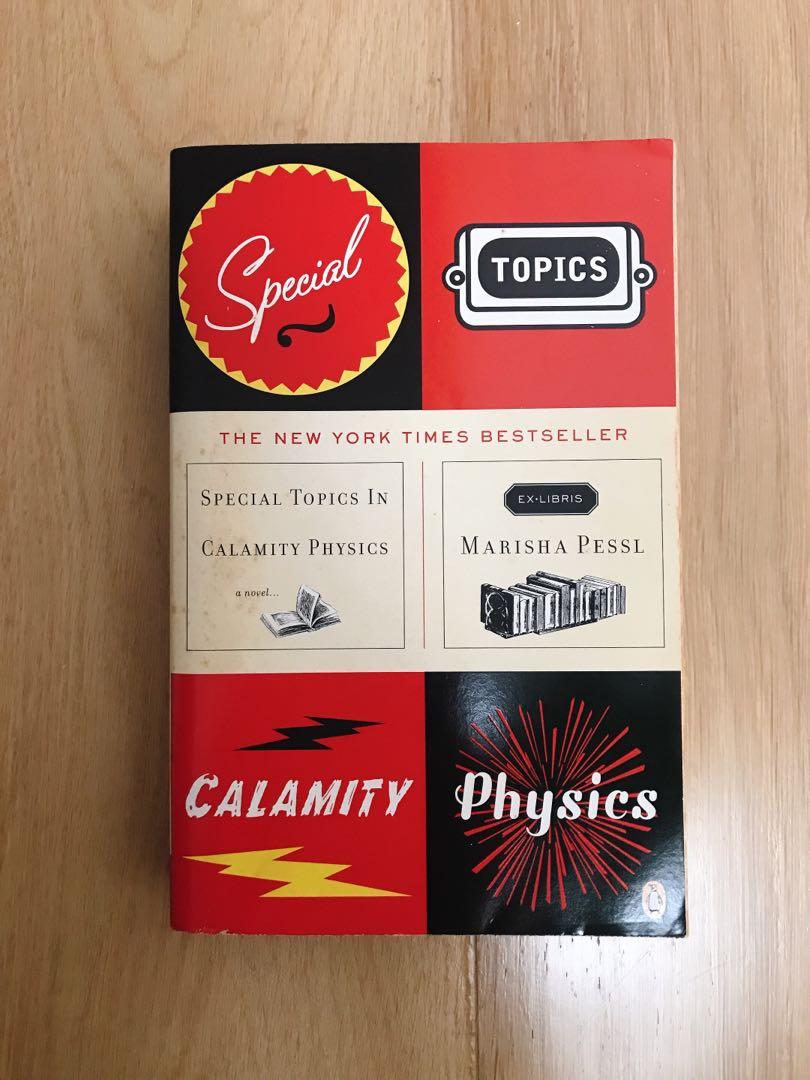 Special
TOPICS
THE NEW YORK TIMES BESTSELLER
SPECIAL TOPICS IN
CALAMITY PHYSICS
a novel...
EX•LIBRIS
MARISHA PESSL
CALAMITY
Physics